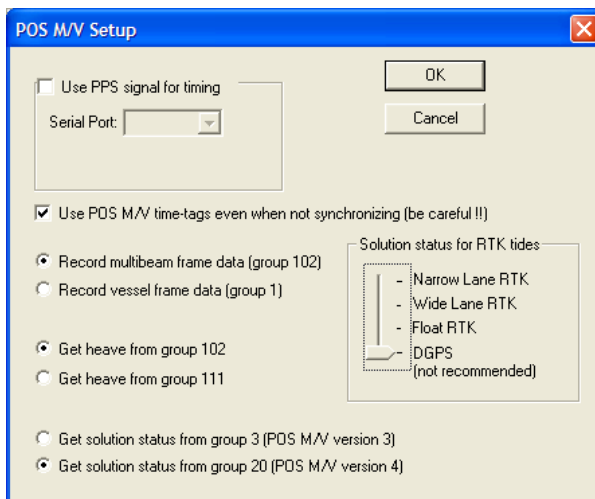 POS M/V Setup
Use PPS signal for timing
Serial Port:
OK
Cancel
Use POS M/V time-tags even when not synchronizing (be careful !!)
Record multibeam frame data (group 102)
Record vessel frame data (group 1)
Get heave from group 102
Get heave from group 111
Solution status for RTK tides
Narrow Lane RTK
Wide Lane RTK
Float RTK
DGPS
(not recommended)
Get solution status from group 3 (POS M/V version 3)
Get solution status from group 20 (POS M/V version 4)